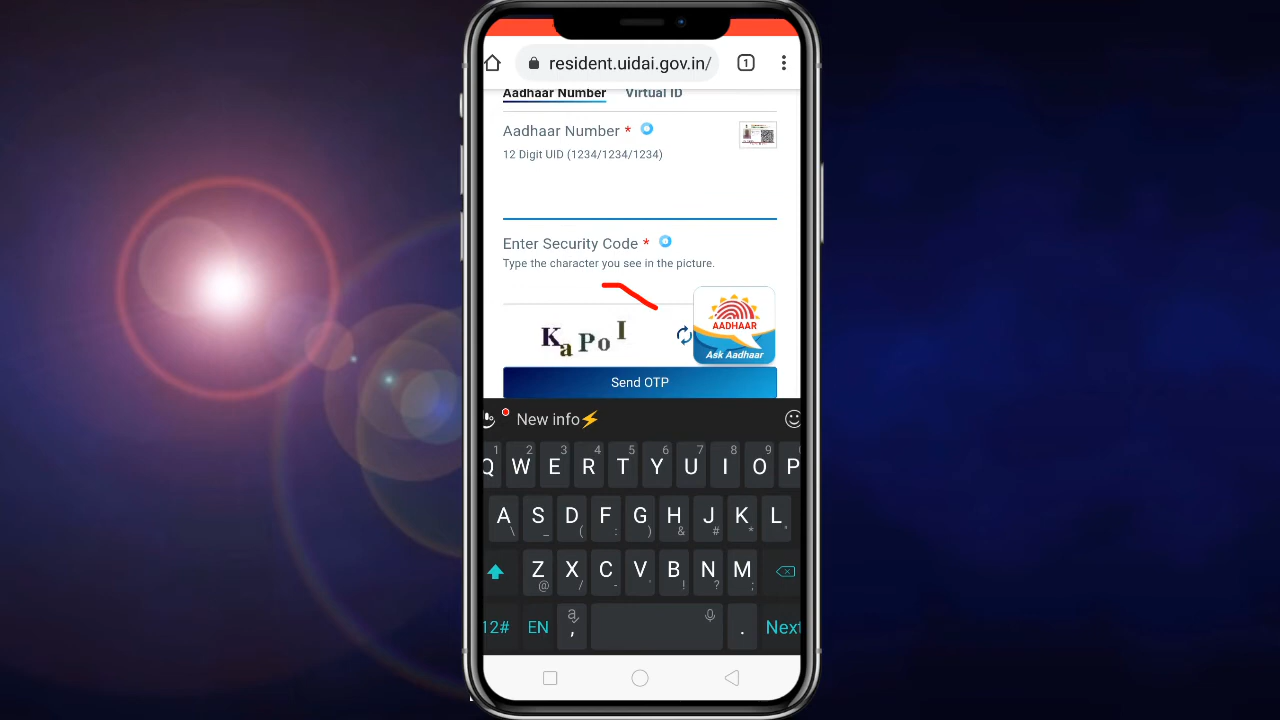 resident.uidai.gov.in/
1
Aadhaar Number Virtual ID
Aadhaar Number *
12 Digit UID (1234/1234/1234)
Enter Security Code *
Type the character you see in the picture.
KaPoI
AADHAAR
Ask Aadhaar
Send OTP
New info⚡
1 2 3 4 5 6 7 8 9
Q W E R T Y U I O P
A S D F G H J K L
\ _ ( : ) & # * "
Z X C V B N M
@ / - ' ! ? ;
12# EN a , . Next